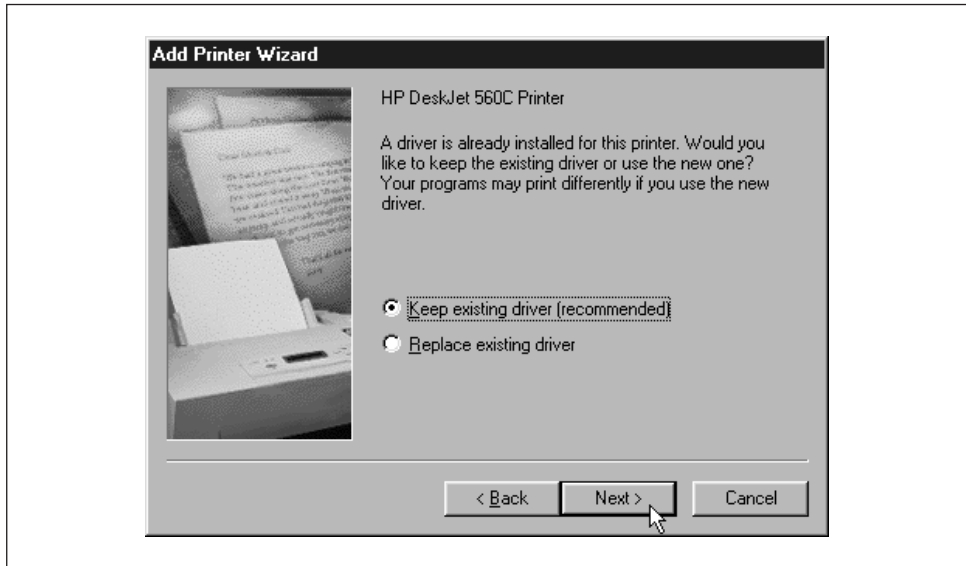 Add Printer Wizard
HP DeskJet 560C Printer
A driver is already installed for this printer. Would you
like to keep the existing driver or use the new one?
Your programs may print differently if you use the new
driver.
Keep existing driver (recommended)
Replace existing driver
< Back
Next >
Cancel